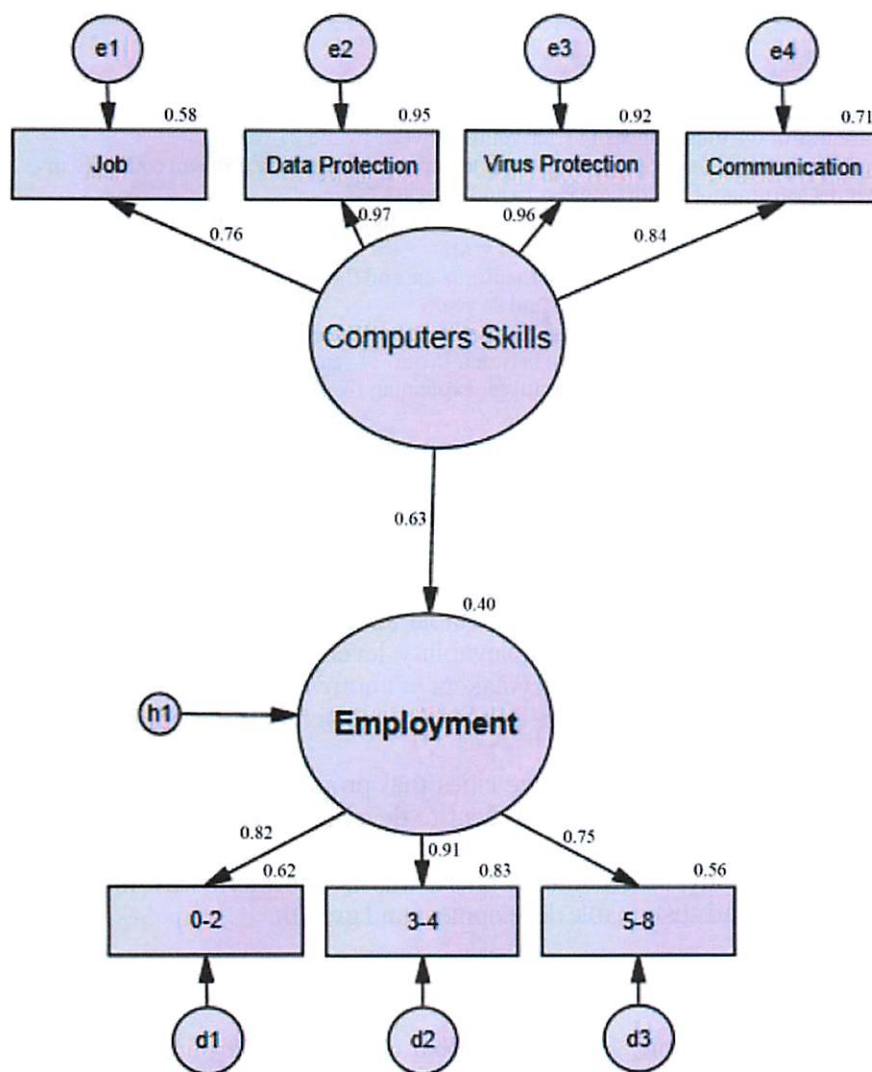 e1
e2
e3
e4
0.58
0.95
0.92
0.71
Job
Data Protection
Virus Protection
Communication
0.76
0.97
0.96
0.84
Computers Skills
0.63
0.40
h1
Employment
0.82
0.91
0.75
0.62
0.83
0.56
0-2
3-4
5-8
d1
d2
d3